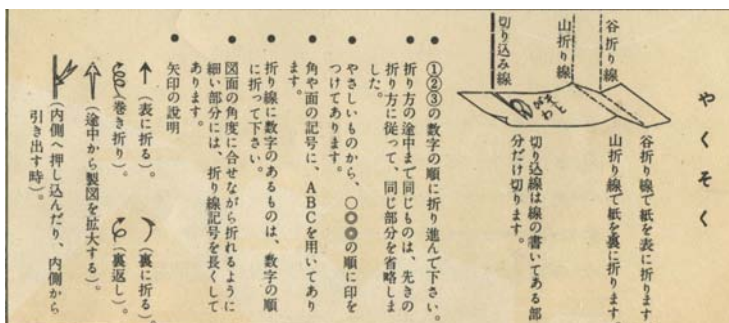 やくそく
谷折り線で紙を表に折ります
山折り線で紙を裏に折ります
切り込線は線の書いてある部
分だけ切ります。
谷折り線
山折り線
切り込み線
● ①②③の数字の順に折り進んで下さい。
● 折り方の途中まで同じものは、先きの
折り方に従って、同じ部分を省略しま
した。
● やさしいものから、○◎◉の順に印を
つけてあります。
● 角や面の記号に、ABCを用いてあり
ます。
● 折り線に数字のあるものは、数字の順
に折って下さい。
● 図面の角度に合せながら折れるように
細い部分には、折り線記号を長くして
あります。
● 矢印の説明
(表に折る)。
(裏に折る)。
(巻き折り)。
(裏返し)。
(途中から製図を拡大する)。
(内側へ押し込んだり、内側から
引き出す時)。